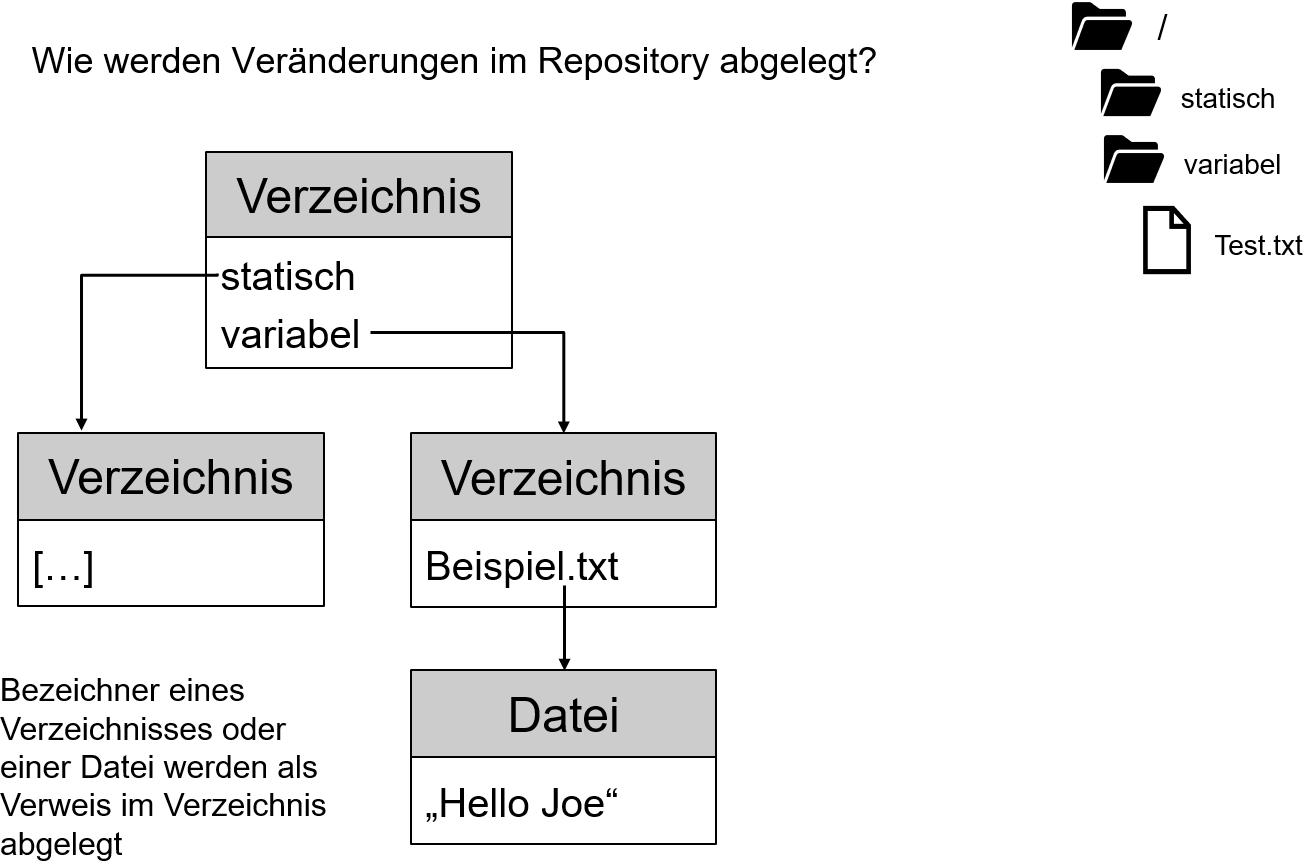 Wie werden Veränderungen im Repository abgelegt?
/
statisch
variabel
Test.txt
Verzeichnis
statisch
variabel
Verzeichnis
[…]
Verzeichnis
Beispiel.txt
Datei
„Hello Joe“
Bezeichner eines
Verzeichnisses oder
einer Datei werden als
Verweis im Verzeichnis
abgelegt